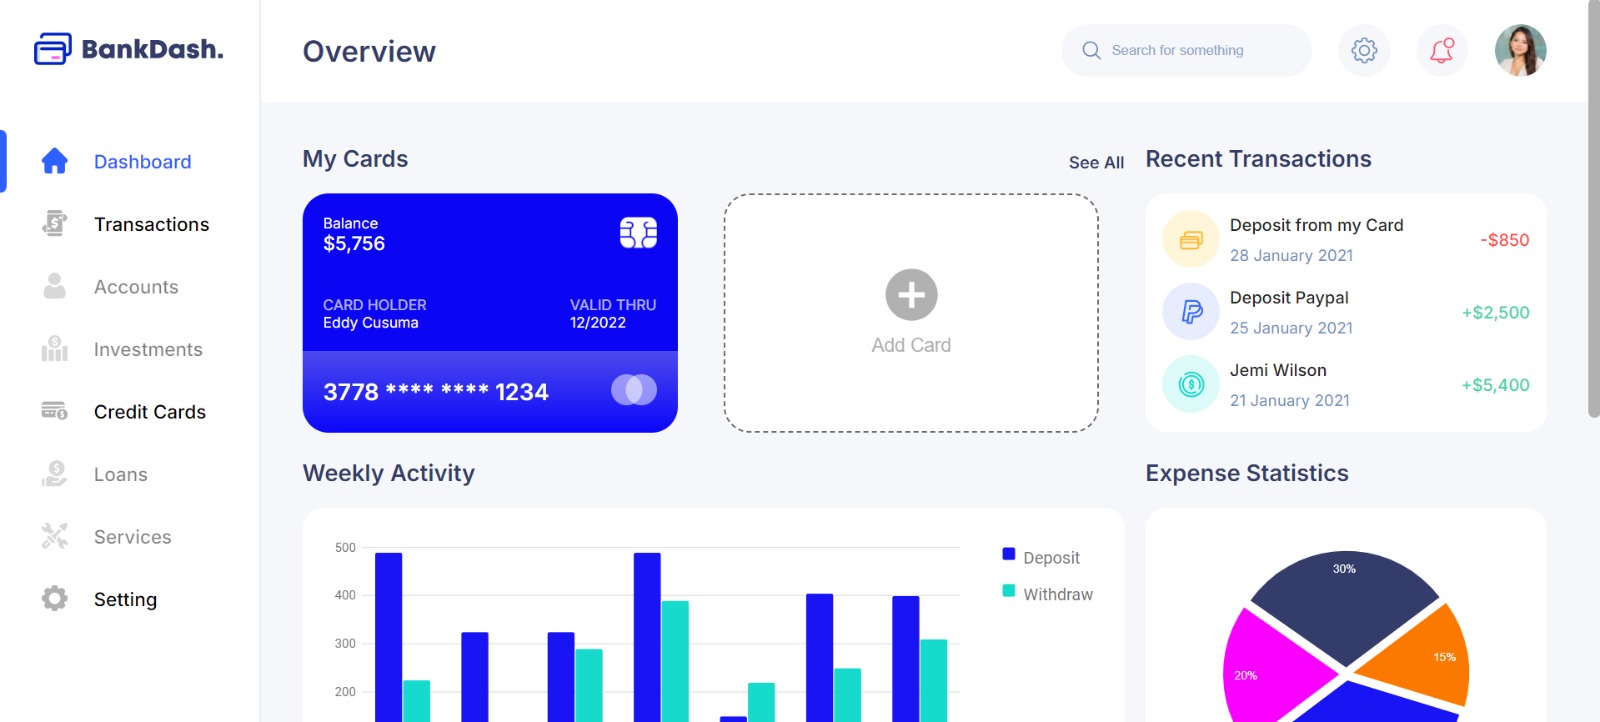 BankDash.
Overview
Search for something
Dashboard
Transactions
Accounts
Investments
Credit Cards
Loans
Services
Setting
My Cards
See All
Balance
$5,756
CARD HOLDER
VALID THRU
Eddy Cusuma
12/2022
3778 **** **** 1234
Add Card
Recent Transactions
Deposit from my Card
28 January 2021
-$850
Deposit Paypal
25 January 2021
+$2,500
Jemi Wilson
21 January 2021
+$5,400
Weekly Activity
500
400
300
200
Deposit
Withdraw
Expense Statistics
30%
15%
20%